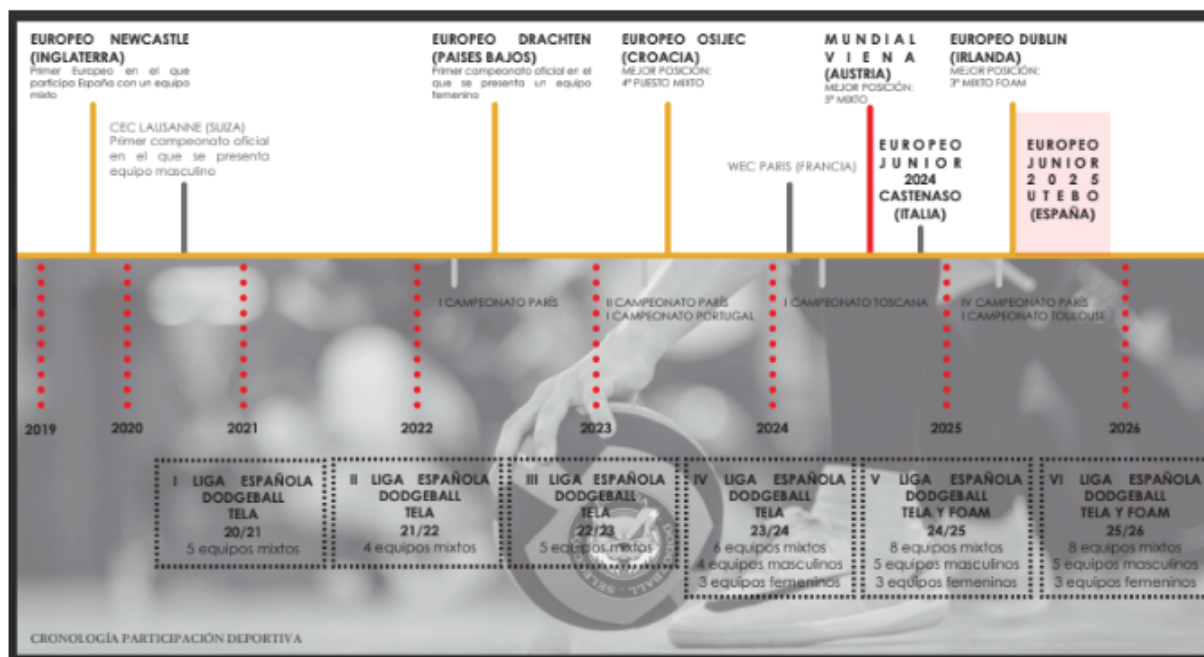 EUROPEO NEWCASTLE
(INGLATERRA)
Primer Europeo en el que
participa España con un equipo
mixto
CEC LAUSANNE (SUIZA)
Primer campeonato oficial
en el que se presenta
equipo masculino
EUROPEO DRACHTEN
(PAISES BAJOS)
Primer campeonato oficial en el
que se presenta un equipo
femenino
EUROPEO OSIJEC
(CROACIA)
MEJOR POSICIÓN:
4º PUESTO MIXTO
WEC PARIS (FRANCIA)
MUNDIAL
VIENA
(AUSTRIA)
MEJOR POSICIÓN:
5º MIXTO
EUROPEO
JUNIOR
2024
CASTENASO
(ITALIA)
EUROPEO DUBLIN
(IRLANDA)
MEJOR POSICIÓN:
3º MIXTO FOAM
EUROPEO
JUNIOR
2025
UTEBO
(ESPAÑA)
I CAMPEONATO PARÍS
II CAMPEONATO PARÍS
I CAMPEONATO PORTUGAL
I CAMPEONATO TOSCANA
IV CAMPEONATO PARÍS
I CAMPEONATO TOULOUSE
2019
2020
2021
2022
2023
2024
2025
2026
I LIGA ESPAÑOLA
DODGEBALL
TELA
20/21
5 equipos mixtos
II LIGA ESPAÑOLA
DODGEBALL
TELA
21/22
4 equipos mixtos
III LIGA ESPAÑOLA
DODGEBALL
TELA
22/23
5 equipos mixtos
IV LIGA ESPAÑOLA
DODGEBALL
TELA
23/24
6 equipos mixtos
4 equipos masculinos
3 equipos femeninos
V LIGA ESPAÑOLA
DODGEBALL
TELA Y FOAM
24/25
8 equipos mixtos
5 equipos masculinos
3 equipos femeninos
VI LIGA ESPAÑOLA
DODGEBALL
TELA Y FOAM
25/26
8 equipos mixtos
5 equipos masculinos
3 equipos femeninos
CRONOLOGÍA PARTICIPACIÓN DEPORTIVA